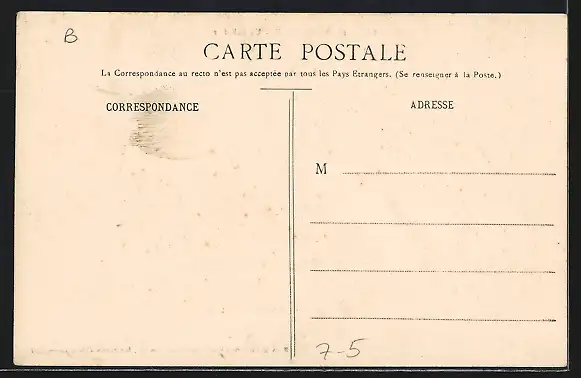 B
CARTE POSTALE
La Correspondance au recto n'est pas acceptée par tous les Pays Etrangers. (Se renseigner à la Poste.)
CORRESPONDANCE
ADRESSE
M
7-5